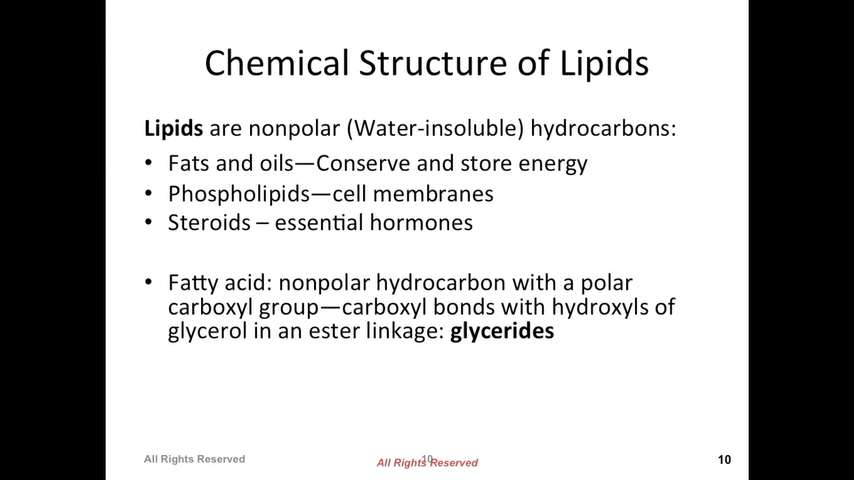 Chemical Structure of Lipids
Lipids are nonpolar (Water-insoluble) hydrocarbons:
• Fats and oils—Conserve and store energy
• Phospholipids—cell membranes
• Steroids – essential hormones
• Fatty acid: nonpolar hydrocarbon with a polar
carboxyl group—carboxyl bonds with hydroxyls of
glycerol in an ester linkage: glycerides
All Rights Reserved
10
All Rights Reserved
10